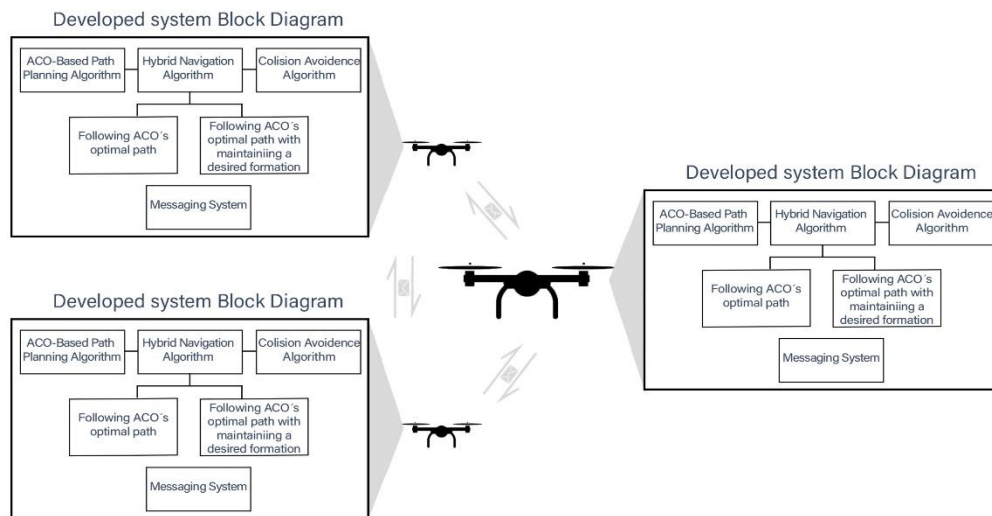 Developed system Block Diagram
ACO-Based Path
Planning Algorithm
Hybrid Navigation
Algorithm
Colision Avoidence
Algorithm
Following ACO´s
optimal path
Following ACO´s
optimal path with
maintainiing a
desired formation
Messaging System
Developed system Block Diagram
ACO-Based Path
Planning Algorithm
Hybrid Navigation
Algorithm
Colision Avoidence
Algorithm
Following ACO´s
optimal path
Following ACO´s
optimal path with
maintainiing a
desired formation
Messaging System
Developed system Block Diagram
ACO-Based Path
Planning Algorithm
Hybrid Navigation
Algorithm
Colision Avoidence
Algorithm
Following ACO´s
optimal path
Following ACO´s
optimal path with
maintainiing a
desired formation
Messaging System